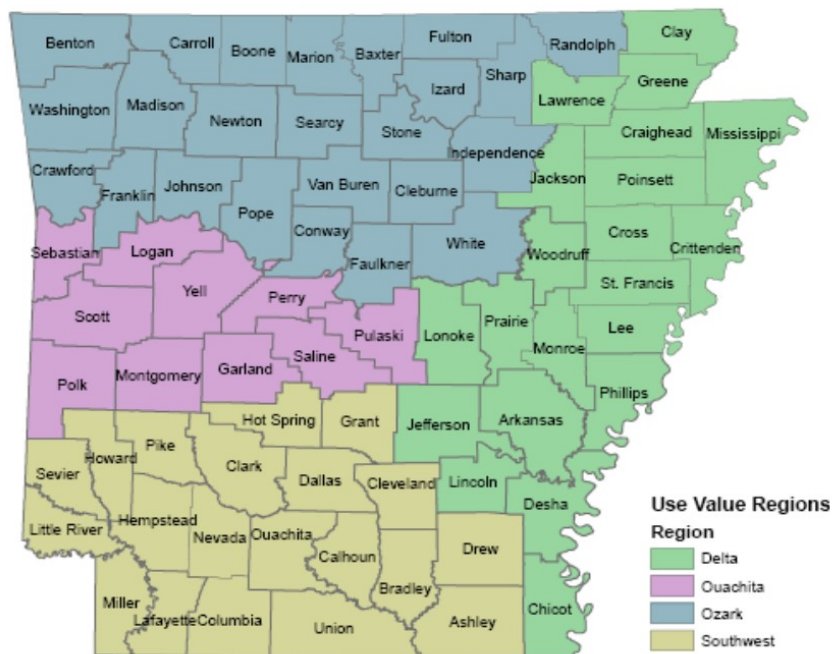 Benton
Carroll
Boone
Marion
Baxter
Fulton
Randolph
Clay
Washington
Madison
Newton
Searcy
Stone
Izard
Sharp
Lawrence
Greene
Craighead
Mississippi
Independence
Jackson
Poinsett
Crawford
Franklin
Johnson
Pope
Van Buren
Cleburne
Conway
Faulkner
White
Woodruff
Cross
Crittenden
St. Francis
Sebastian
Logan
Yell
Perry
Scott
Pulaski
Saline
Garland
Montgomery
Polk
Lonoke
Prairie
Monroe
Lee
Phillips
Hot Spring
Grant
Jefferson
Arkansas
Sevier
Howard
Pike
Clark
Dallas
Cleveland
Lincoln
Desha
Little River
Hempstead
Nevada
Ouachita
Calhoun
Bradley
Drew
Miller
Lafayette
Columbia
Union
Ashley
Chicot
Use Value Regions
Region
Delta
Ouachita
Ozark
Southwest